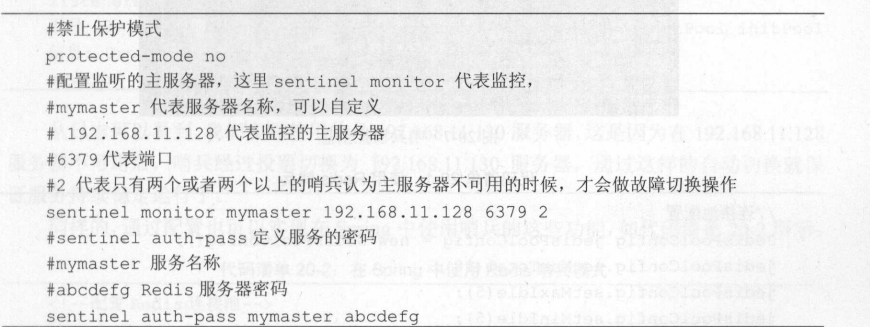 #禁止保护模式
protected-mode no
#配置监听的主服务器，这里 sentinel monitor 代表监控，
#mymaster 代表服务器名称，可以自定义
# 192.168.11.128 代表监控的主服务器
#6379 代表端口
#2 代表只有两个或者两个以上的哨兵认为主服务器不可用的时候，才会做故障切换操作
sentinel monitor mymaster 192.168.11.128 6379 2
#sentinel auth-pass 定义服务的密码
#mymaster 服务名称
#abcdefg Redis 服务器密码
sentinel auth-pass mymaster abcdefg